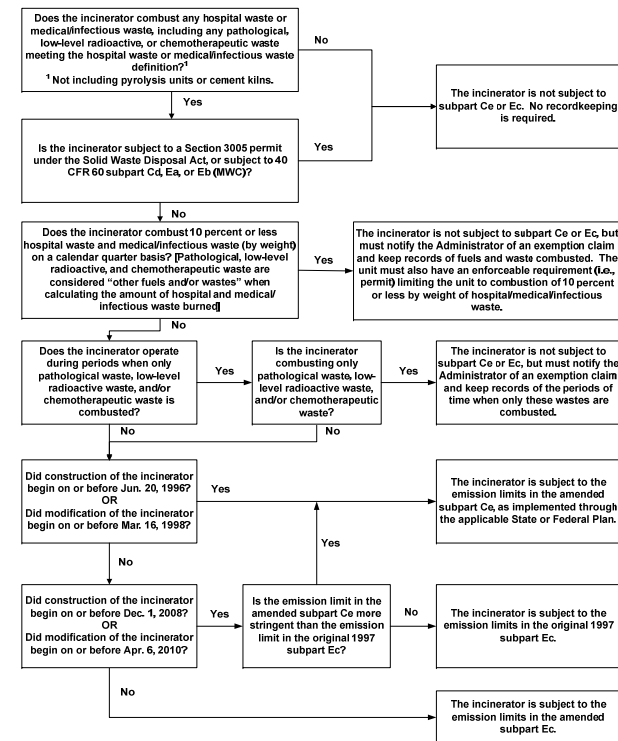 Does the incinerator combust any hospital waste or
medical/infectious waste, including any pathological,
low-level radioactive, or chemotherapeutic waste
meeting the hospital waste or medical/infectious waste
definition?¹
¹ Not including pyrolysis units or cement kilns.
No
The incinerator is not subject to
subpart Ce or Ec. No recordkeeping
is required.
Yes
Is the incinerator subject to a Section 3005 permit
under the Solid Waste Disposal Act, or subject to 40
CFR 60 subpart Cd, Ea, or Eb (MWC)?
Yes
No
Does the incinerator combust 10 percent or less
hospital waste and medical/infectious waste (by weight)
on a calendar quarter basis? [Pathological, low-level
radioactive, and chemotherapeutic waste are
considered “other fuels and/or wastes” when
calculating the amount of hospital and medical/
infectious waste burned]
Yes
The incinerator is not subject to subpart Ce or Ec, but
must notify the Administrator of an exemption claim
and keep records of fuels and waste combusted. The
unit must also have an enforceable requirement (i.e.,
permit) limiting the unit to combustion of 10 percent
or less by weight of hospital/medical/infectious
waste.
No
Does the incinerator operate
during periods when only
pathological waste, low-level
radioactive waste, and/or
chemotherapeutic waste is
combusted?
Yes
Is the incinerator
combusting only
pathological waste, low-
level radioactive waste,
and/or chemotherapeutic
waste?
Yes
The incinerator is not subject to
subpart Ce or Ec, but must notify the
Administrator of an exemption claim
and keep records of the periods of
time when only these wastes are
combusted.
No
No
Did construction of the incinerator
begin on or before Jun. 20, 1996?
OR
Did modification of the incinerator
begin on or before Mar. 16, 1998?
Yes
The incinerator is subject to the
emission limits in the amended
subpart Ce, as implemented through
the applicable State or Federal Plan.
Yes
No
Did construction of the incinerator
begin on or before Dec. 1, 2008?
OR
Did modification of the incinerator
begin on or before Apr. 6, 2010?
Yes
Is the emission limit in the
amended subpart Ce more
stringent than the emission
limit in the original 1997
subpart Ec?
No
The incinerator is subject to the
emission limits in the original 1997
subpart Ec.
No
The incinerator is subject to the
emission limits in the amended
subpart Ec.